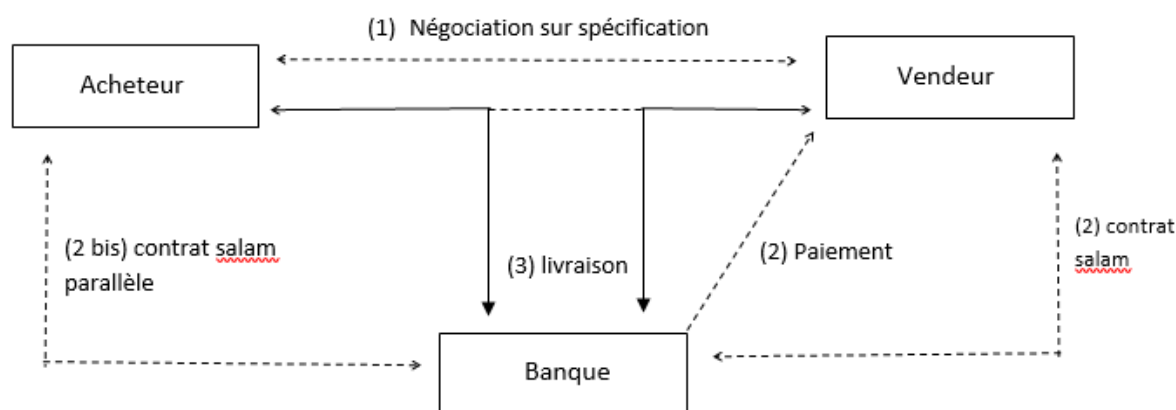 (1) Négociation sur spécification
Acheteur
Vendeur
(2 bis) contrat salam
parallèle
(3) livraison
(2) Paiement
(2) contrat
salam
Banque